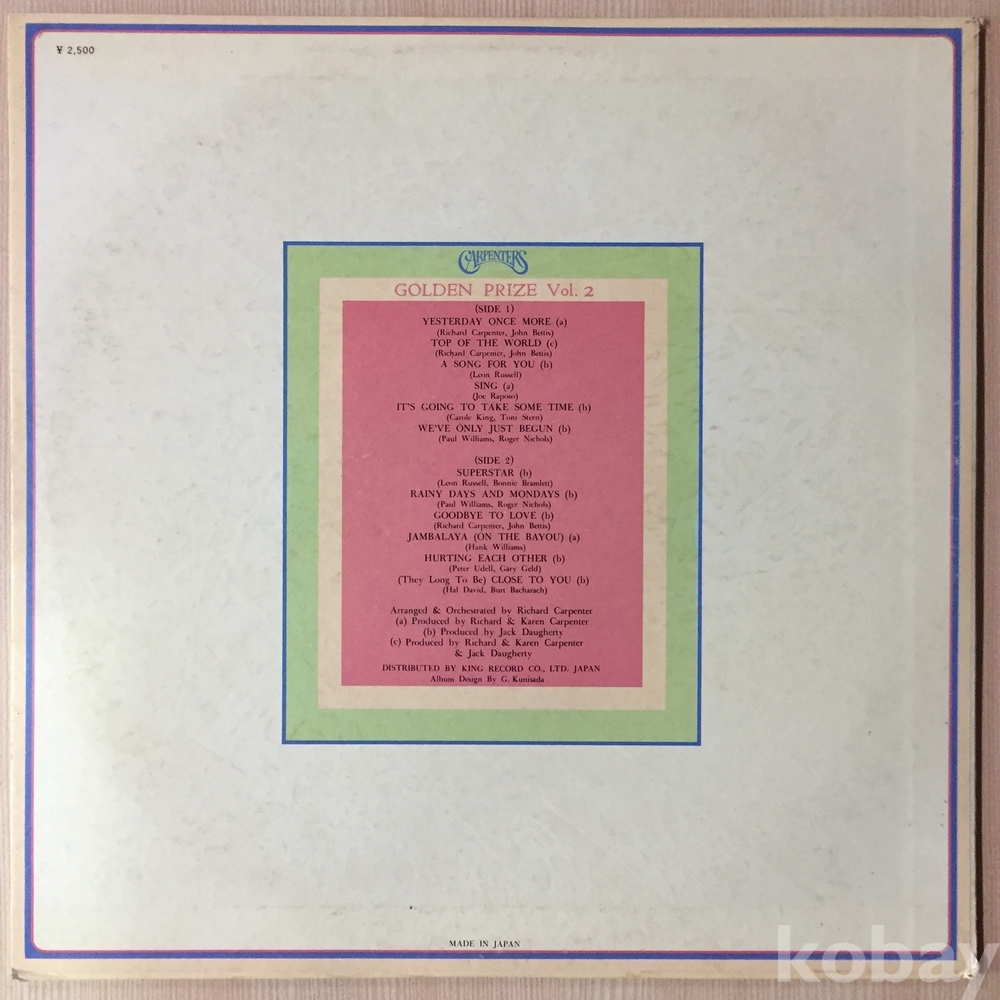 ¥ 2,500
CARPENTERS
GOLDEN PRIZE Vol. 2
(SIDE 1)
YESTERDAY ONCE MORE (a)
(Richard Carpenter, John Bettis)
TOP OF THE WORLD (c)
(Richard Carpenter, John Bettis)
A SONG FOR YOU (b)
(Leon Russell)
SING (a)
(Joe Raposo)
IT'S GOING TO TAKE SOME TIME (b)
(Carole King, Toni Stern)
WE'VE ONLY JUST BEGUN (b)
(Paul Williams, Roger Nichols)
(SIDE 2)
SUPERSTAR (b)
(Leon Russell, Bonnie Bramlett)
RAINY DAYS AND MONDAYS (b)
(Paul Williams, Roger Nichols)
GOODBYE TO LOVE (b)
(Richard Carpenter, John Bettis)
JAMBALAYA (ON THE BAYOU) (a)
(Hank Williams)
HURTING EACH OTHER (b)
(Peter Udell, Gary Geld)
(They Long To Be) CLOSE TO YOU (b)
(Hal David, Burt Bacharach)
Arranged & Orchestrated by Richard Carpenter
(a) Produced by Richard & Karen Carpenter
(b) Produced by Jack Daugherty
(c) Produced by Richard & Karen Carpenter
& Jack Daugherty
DISTRIBUTED BY KING RECORD CO., LTD. JAPAN
Album Design By G. Kunisada
MADE IN JAPAN
kobay